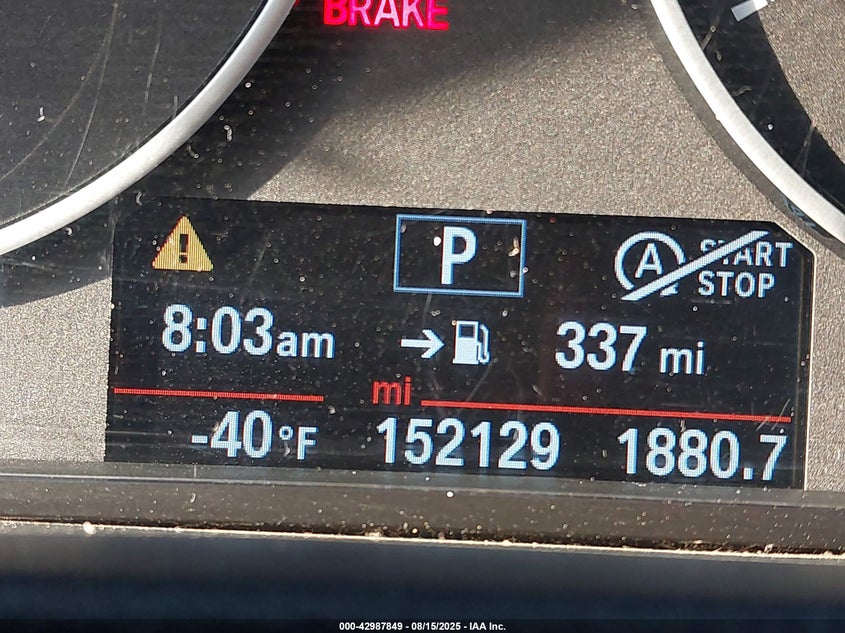 BRAKE
P
A START
STOP
8:03am 337 mi
mi
-40°F 152129 1880.7
000-42987849 - 08/15/2025 - IAA Inc.